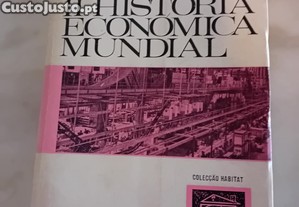 CustoJusto.pt
HISTÓRIA
ECONÓMICA
MUNDIAL
COLECÇÃO HABITAT